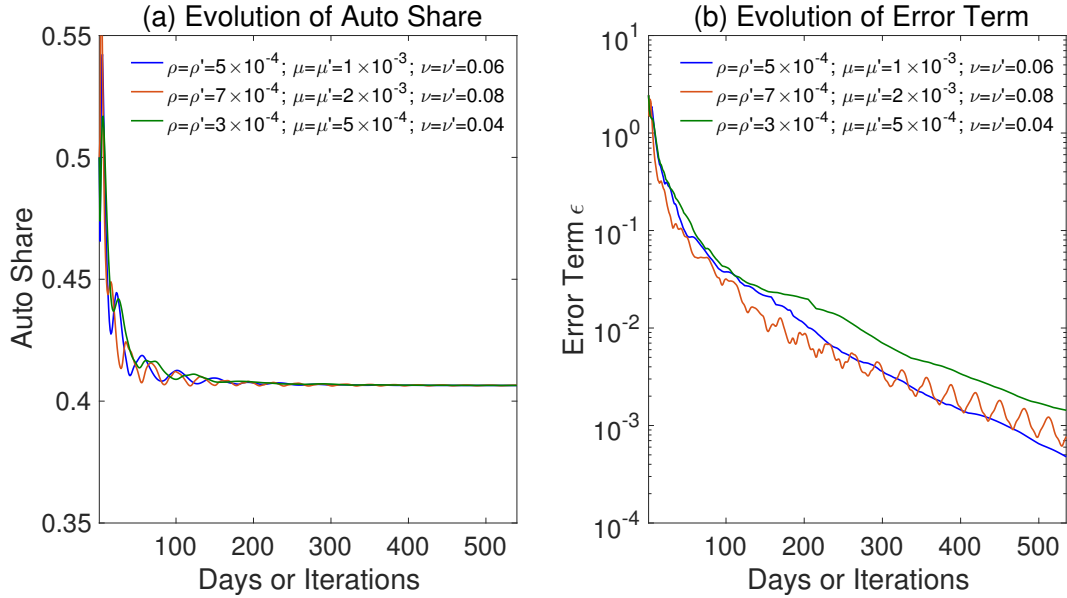 (a) Evolution of Auto Share
0.55
0.5
0.45
0.4
0.35
Auto Share
ρ=ρ'=5×10⁻⁴; μ=μ'=1×10⁻³; ν=ν'=0.06
ρ=ρ'=7×10⁻⁴; μ=μ'=2×10⁻³; ν=ν'=0.08
ρ=ρ'=3×10⁻⁴; μ=μ'=5×10⁻⁴; ν=ν'=0.04
100 200 300 400 500
Days or Iterations
(b) Evolution of Error Term
10¹
10⁰
10⁻¹
10⁻²
10⁻³
10⁻⁴
Error Term ϵ
ρ=ρ'=5×10⁻⁴; μ=μ'=1×10⁻³; ν=ν'=0.06
ρ=ρ'=7×10⁻⁴; μ=μ'=2×10⁻³; ν=ν'=0.08
ρ=ρ'=3×10⁻⁴; μ=μ'=5×10⁻⁴; ν=ν'=0.04
100 200 300 400 500
Days or Iterations